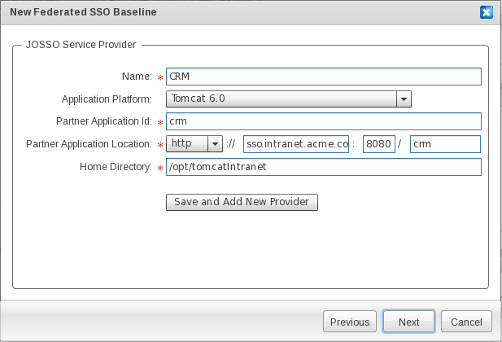 New Federated SSO Baseline
JOSSO Service Provider
Name: * CRM
Application Platform: Tomcat 6.0
Partner Application Id: * crm
Partner Application Location: * http :// sso.intranet.acme.co : 8080 / crm
Home Directory: * /opt/tomcatIntranet
Save and Add New Provider
Previous Next Cancel